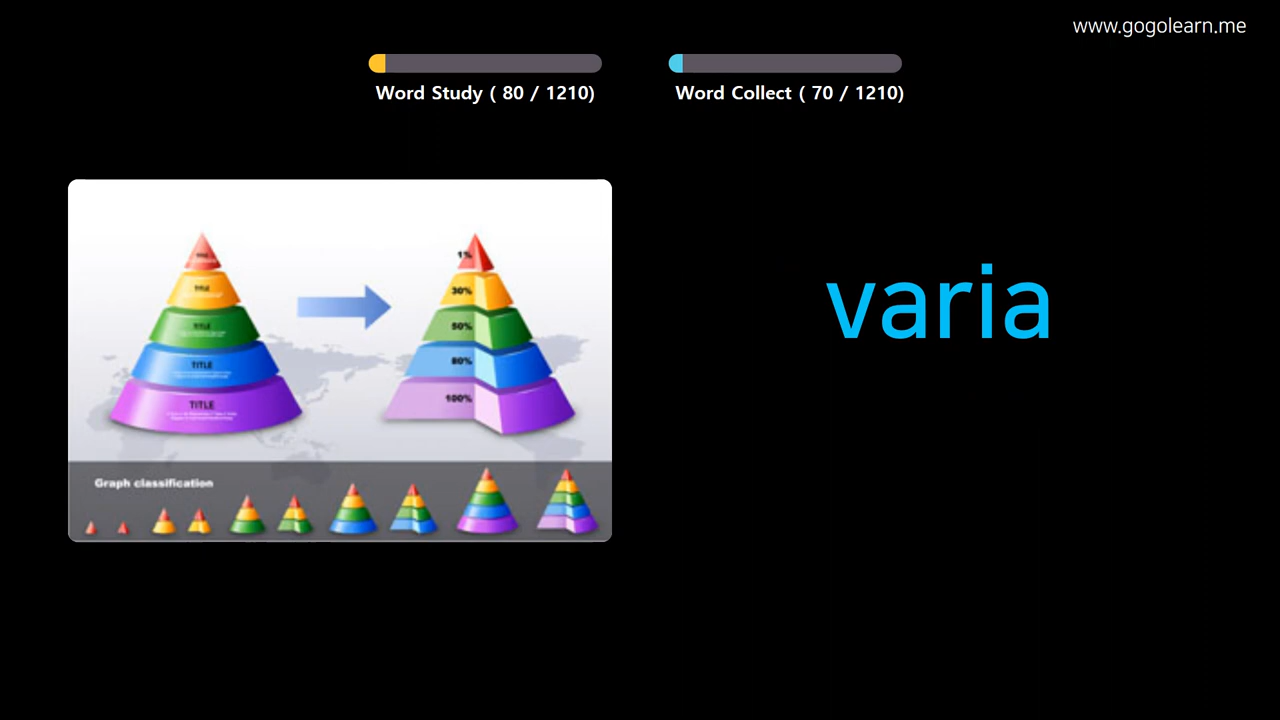 www.gogolearn.me
Word Study ( 80 / 1210)
Word Collect ( 70 / 1210)
varia
TITLE
TITLE
TITLE
TITLE
1%
30%
50%
80%
100%
Graph classification